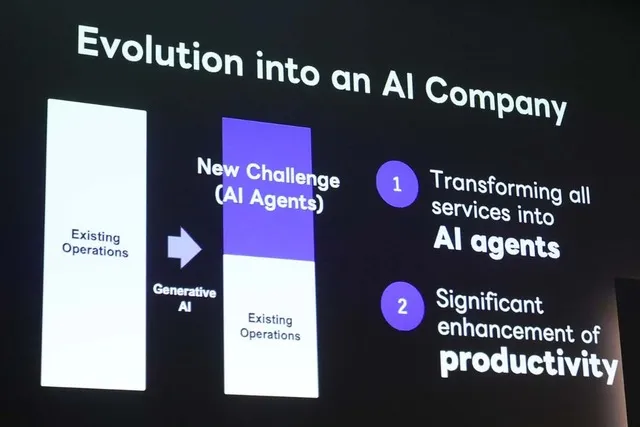 Evolution into an AI Company
Existing
Operations
Generative
AI
New Challenge
(AI Agents)
Existing
Operations
1
Transforming all
services into
AI agents
2
Significant
enhancement of
productivity